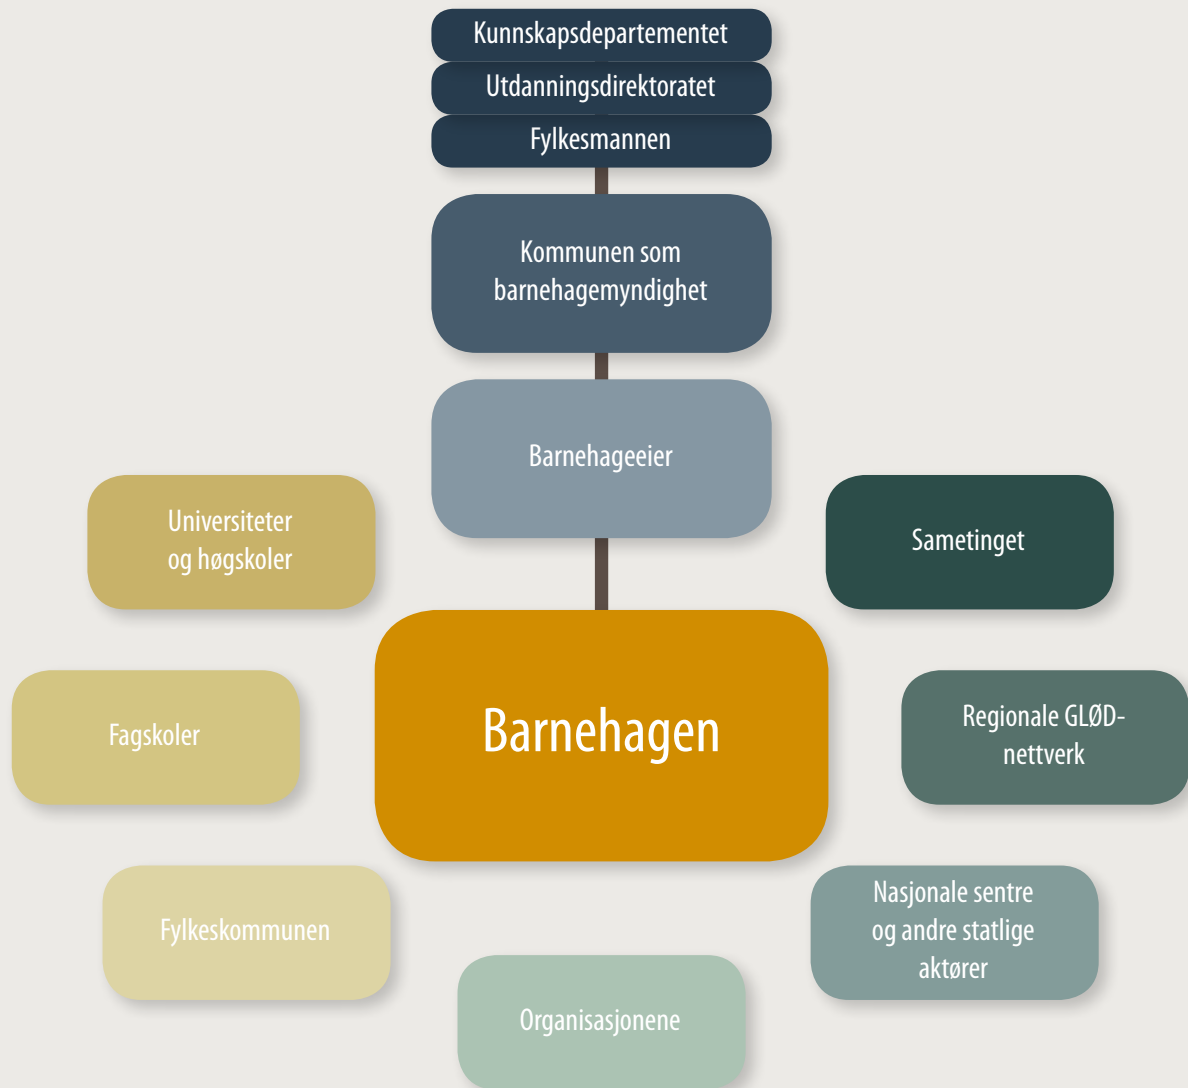 Kunnskapsdepartementet
Utdanningsdirektoratet
Fylkesmannen
Kommunen som
barnehagemyndighet
Barnehageeier
Universiteter
og høgskoler
Sametinget
Barnehagen
Fagskoler
Regionale GLØD-
nettverk
Fylkeskommunen
Nasjonale sentre
og andre statlige
aktører
Organisasjonene